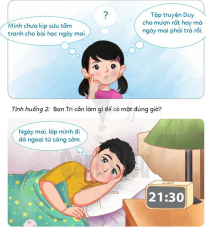 ?
Mình chưa kịp sưu tầm
tranh cho bài học ngày mai.
Tập truyện Duy
cho mượn rất hay mà
ngày mai phải trả rồi.
Tình huống 2: Bạn Trí cần làm gì để có mặt đúng giờ?
Ngày mai, lớp mình đi
dã ngoại từ sáng sớm.
21:30